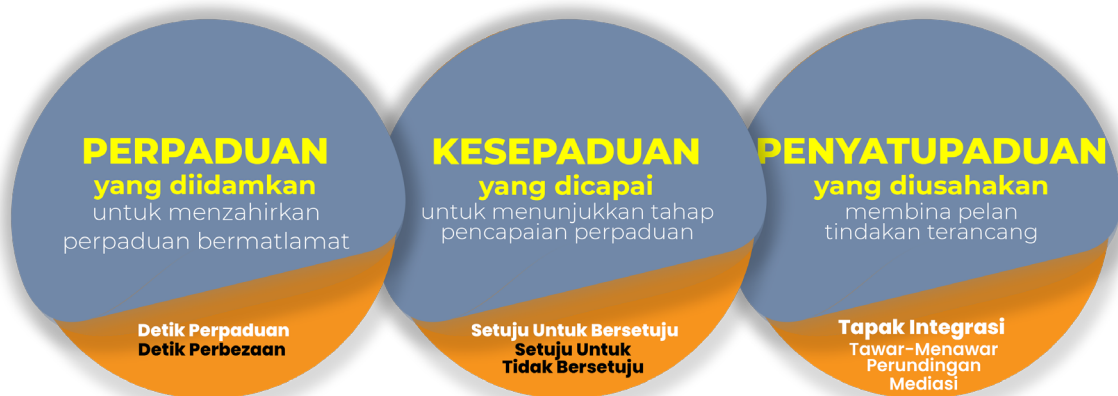 PERPADUAN
yang diidamkan
untuk menzahirkan
perpaduan bermatlamat
Detik Perpaduan
Detik Perbezaan
KESEPADUAN
yang dicapai
untuk menunjukkan tahap
pencapaian perpaduan
Setuju Untuk Bersetuju
Setuju Untuk
Tidak Bersetuju
PENYATUPADUAN
yang diusahakan
membina pelan
tindakan terancang
Tapak Integrasi
Tawar-Menawar
Perundingan
Mediasi